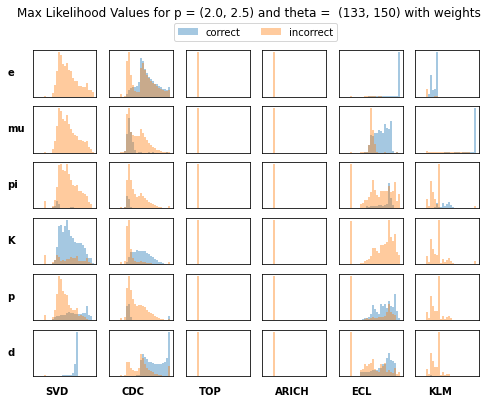 Max Likelihood Values for p = (2.0, 2.5) and theta =  (133, 150) with weights
correct incorrect
e
mu
pi
K
p
d
SVD CDC TOP ARICH ECL KLM